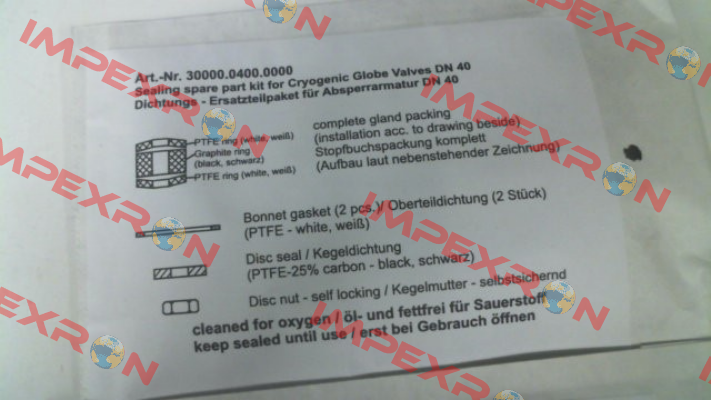 Art.-Nr. 30000.0400.0000
Sealing spare part kit for Cryogenic Globe Valves DN 40
Dichtungs - Ersatzteilpaket für Absperrarmatur DN 40
PTFE ring (white, weiß)
Graphite ring
(black, schwarz)
PTFE ring (white, weiß)
complete gland packing
(installation acc. to drawing beside)
Stopfbuchspackung komplett
(Aufbau laut nebenstehender Zeichnung)
Bonnet gasket (2 pcs.)/ Oberteildichtung (2 Stück)
(PTFE - white, weiß)
Disc seal / Kegeldichtung
(PTFE-25% carbon - black, schwarz)
Disc nut - self locking / Kegelmutter - selbstsichernd
cleaned for oxygen / öl- und fettfrei für Sauerstoff
keep sealed until use / erst bei Gebrauch öffnen
IMPEXRON
IMPEXRON
IMPEXRON
IMPEXRON
IMPEXRON
IMPEXRON
IMPEXRON